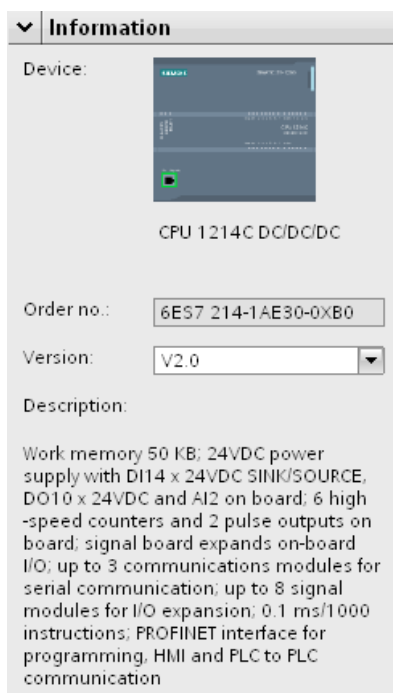 Information
Device:
SIEMENS
CPU 1214C DC/DC/DC
Order no.:
6ES7 214-1AE30-0XB0
Version:
V2.0
Description:
Work memory 50 KB; 24VDC power
supply with DI14 x 24VDC SINK/SOURCE,
DO10 x 24VDC and AI2 on board; 6 high
-speed counters and 2 pulse outputs on
board; signal board expands on-board
I/O; up to 3 communications modules for
serial communication; up to 8 signal
modules for I/O expansion; 0.1 ms/1000
instructions; PROFINET interface for
programming, HMI and PLC to PLC
communication